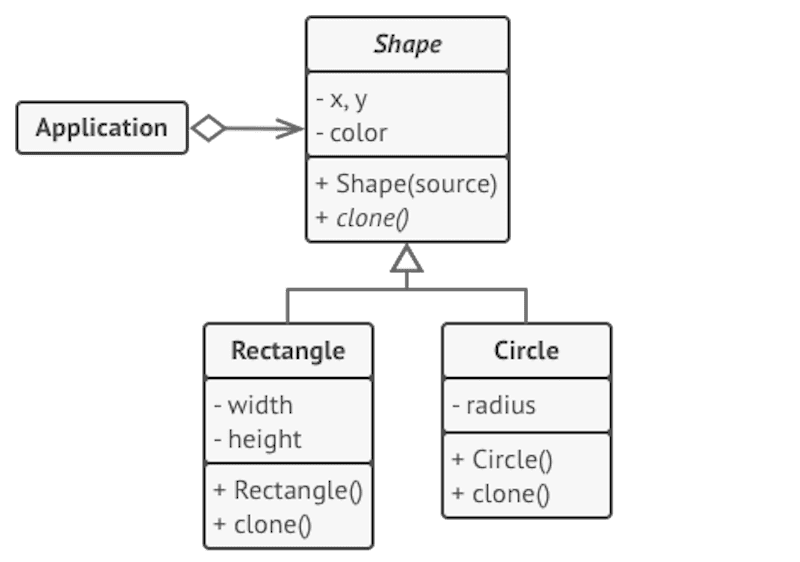 Shape
- x, y
- color
+ Shape(source)
+ clone()
Application
Rectangle
- width
- height
+ Rectangle()
+ clone()
Circle
- radius
+ Circle()
+ clone()